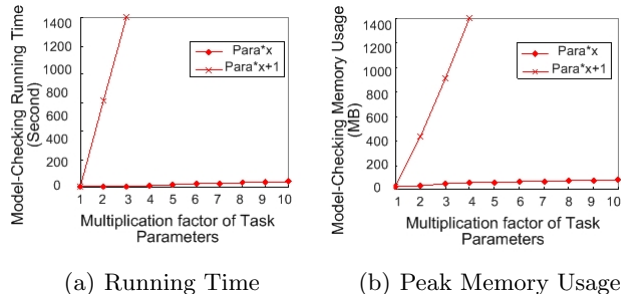 Model-Checking Running Time
(Second)
1400
1200
1000
800
600
400
200
0
Para*x
Para*x+1
1 2 3 4 5 6 7 8 9 10
Multiplication factor of Task
Parameters
(a) Running Time
Model-Checking Memory Usage
(MB)
1400
1200
1000
800
600
400
200
0
Para*x
Para*x+1
1 2 3 4 5 6 7 8 9 10
Multiplication factor of Task
Parameters
(b) Peak Memory Usage